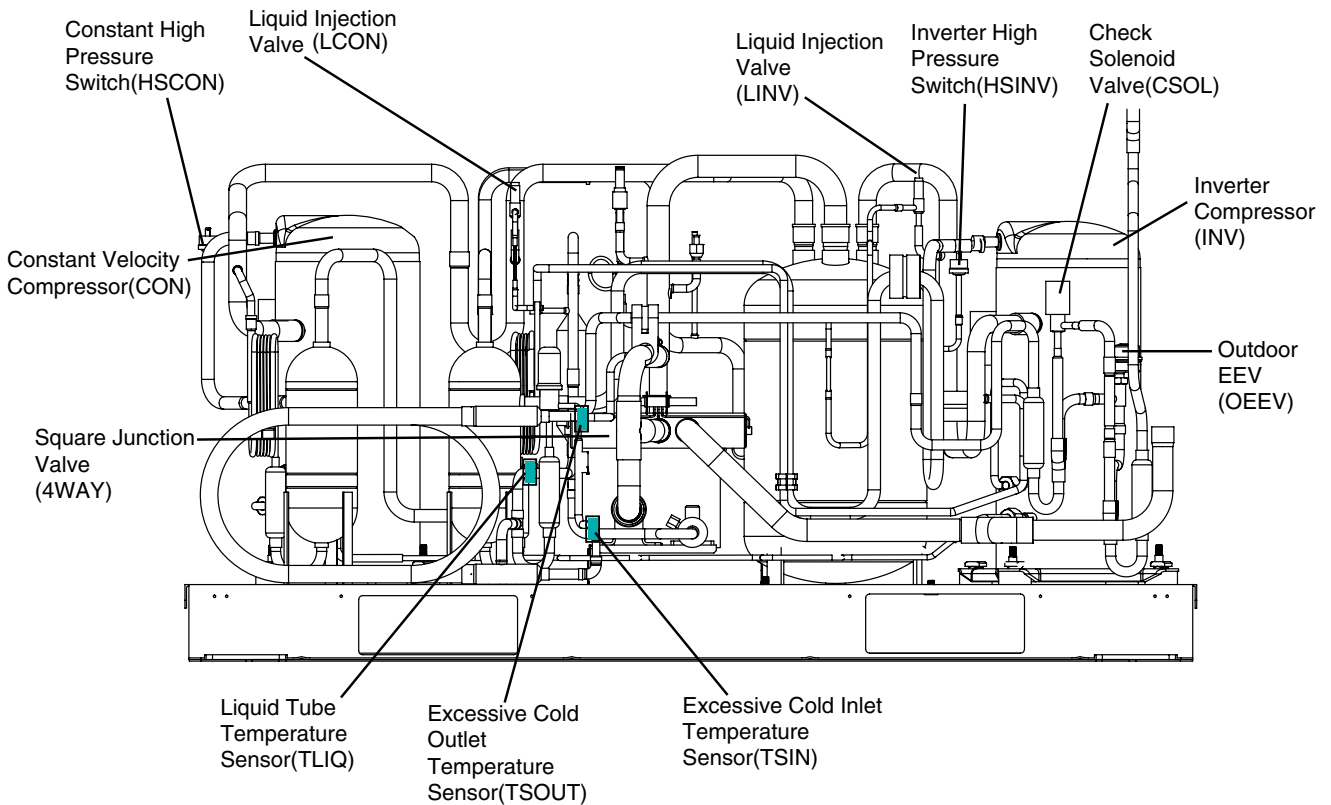 Constant High
Pressure
Switch(HSCON)
Liquid Injection
Valve (LCON)
Liquid Injection
Valve
(LINV)
Inverter High
Pressure
Switch(HSINV)
Check
Solenoid
Valve(CSOL)
Inverter
Compressor
(INV)
Constant Velocity
Compressor(CON)
Outdoor
EEV
(OEEV)
Square Junction
Valve
(4WAY)
Liquid Tube
Temperature
Sensor(TLIQ)
Excessive Cold
Outlet
Temperature
Sensor(TSOUT)
Excessive Cold Inlet
Temperature
Sensor(TSIN)